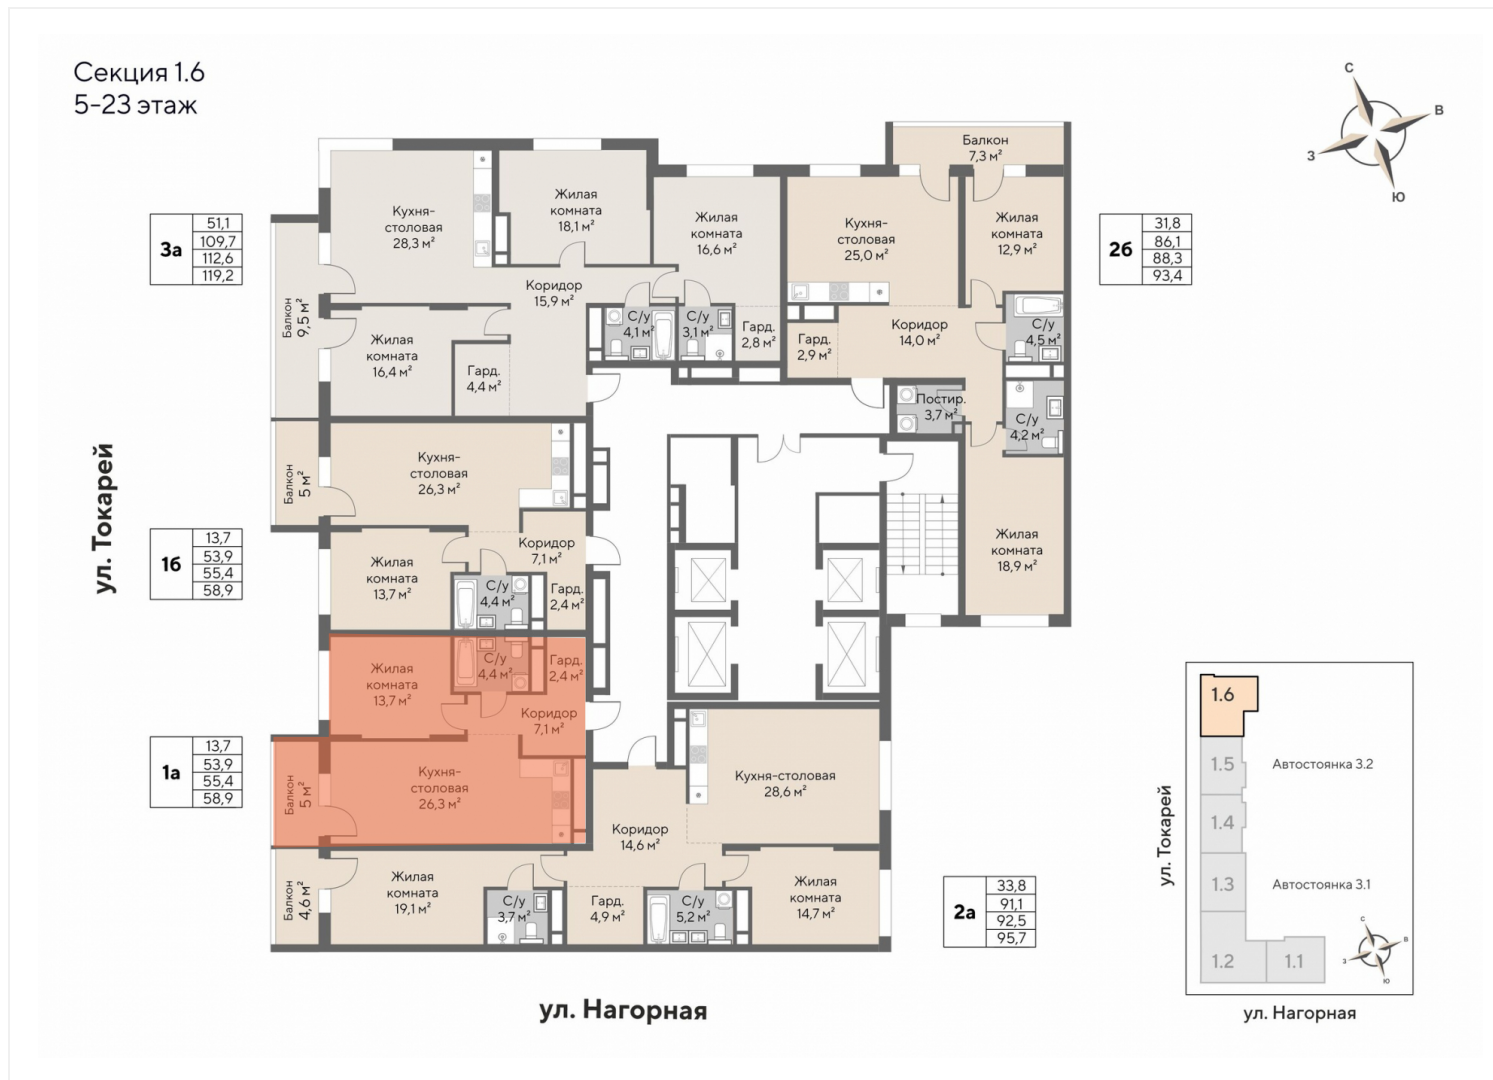 Секция 1.6
5-23 этаж
С
В
З
Ю
Балкон
7,3 м²
Кухня-
столовая
28,3 м²
Жилая
комната
18,1 м²
Жилая
комната
16,6 м²
Кухня-
столовая
25,0 м²
Жилая
комната
12,9 м²
3а
51,1
109,7
112,6
119,2
2б
31,8
86,1
88,3
93,4
Балкон
9,5 м²
Коридор
15,9 м²
С/у
4,1 м²
С/у
3,1 м²
Гард.
2,8 м²
Гард.
2,9 м²
Коридор
14,0 м²
С/у
4,5 м²
Жилая
комната
16,4 м²
Гард.
4,4 м²
Постир.
3,7 м²
С/у
4,2 м²
ул. Токарей
Балкон
5 м²
Кухня-
столовая
26,3 м²
Коридор
7,1 м²
Жилая
комната
18,9 м²
1б
13,7
53,9
55,4
58,9
Жилая
комната
13,7 м²
С/у
4,4 м²
Гард.
2,4 м²
Жилая
комната
13,7 м²
С/у
4,4 м²
Гард.
2,4 м²
Коридор
7,1 м²
1а
13,7
53,9
55,4
58,9
Балкон
5 м²
Кухня-
столовая
26,3 м²
Кухня-столовая
28,6 м²
Коридор
14,6 м²
Балкон
4,6 м²
Жилая
комната
19,1 м²
С/у
3,7 м²
Гард.
4,9 м²
С/у
5,2 м²
Жилая
комната
14,7 м²
2а
33,8
91,1
92,5
95,7
ул. Нагорная
1.6
1.5
Автостоянка 3.2
1.4
ул. Токарей
1.3
Автостоянка 3.1
1.2
1.1
С
В
З
Ю
ул. Нагорная